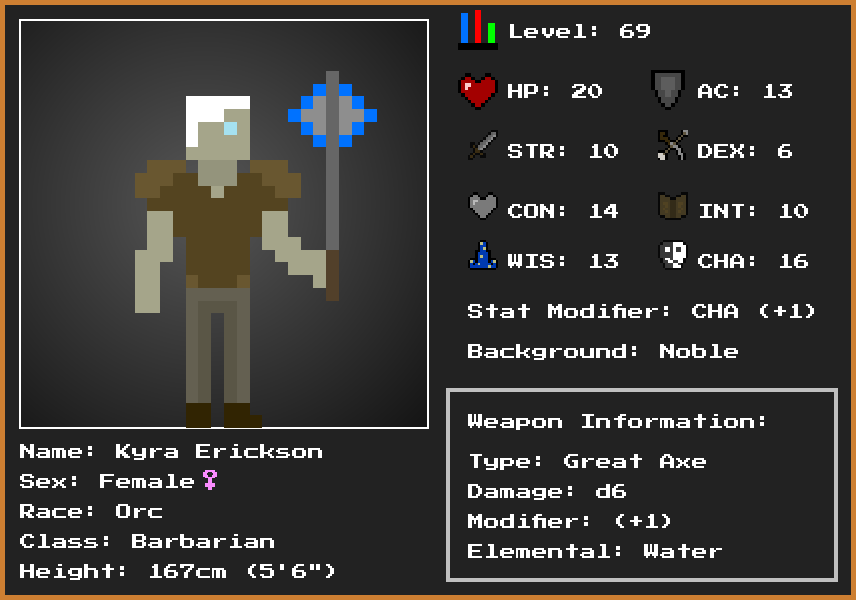 Level: 69
HP: 20 AC: 13
STR: 10 DEX: 6
CON: 14 INT: 10
WIS: 13 CHA: 16
Stat Modifier: CHA (+1)
Background: Noble
Weapon Information:
Type: Great Axe
Damage: d6
Modifier: (+1)
Elemental: Water
Name: Kyra Erickson
Sex: Female♀
Race: Orc
Class: Barbarian
Height: 167cm (5'6")